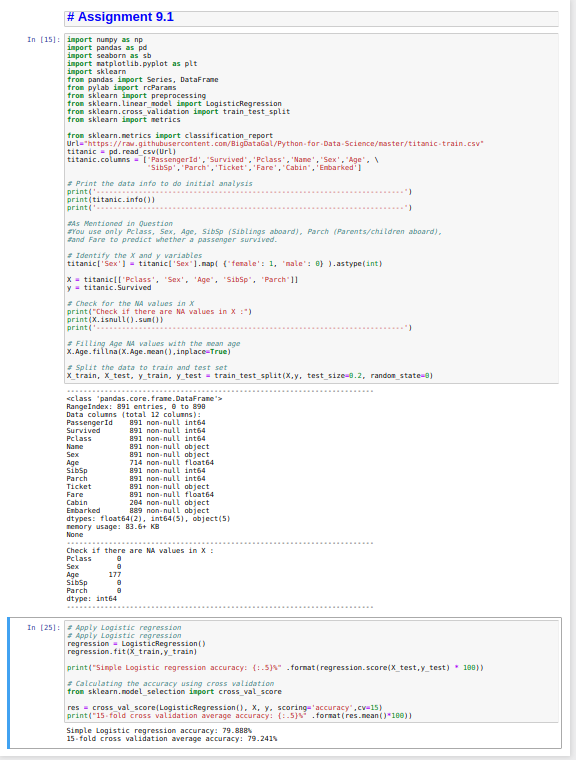 # Assignment 9.1
In [15]:
import numpy as np
import pandas as pd
import seaborn as sb
import matplotlib.pyplot as plt
import sklearn
from pandas import Series, DataFrame
from pylab import rcParams
from sklearn import preprocessing
from sklearn.linear_model import LogisticRegression
from sklearn.cross_validation import train_test_split
from sklearn import metrics
from sklearn.metrics import classification_report
Url="https://raw.githubusercontent.com/BigDataGal/Python-for-Data-Science/master/titanic-train.csv"
titanic = pd.read_csv(Url)
titanic.columns = ['PassengerId','Survived','Pclass','Name','Sex','Age', \
'SibSp','Parch','Ticket','Fare','Cabin','Embarked']
# Print the data info to do initial analysis
print('-----------------------------------------------------------------------------')
print(titanic.info())
print('-----------------------------------------------------------------------------')
#As Mentioned in Question
#You use only Pclass, Sex, Age, SibSp (Siblings aboard), Parch (Parents/children aboard),
#and Fare to predict whether a passenger survived.
# Identify the X and y variables
titanic['Sex'] = titanic['Sex'].map( {'female': 1, 'male': 0} ).astype(int)
X = titanic[['Pclass', 'Sex', 'Age', 'SibSp', 'Parch']]
y = titanic.Survived
# Check for the NA values in X
print("Check if there are NA values in X :")
print(X.isnull().sum())
print('-----------------------------------------------------------------------------')
# Filling Age NA values with the mean age
X.Age.fillna(X.Age.mean(),inplace=True)
# Split the data to train and test set
X_train, X_test, y_train, y_test = train_test_split(X,y, test_size=0.2, random_state=0)
-----------------------------------------------------------------------------
<class 'pandas.core.frame.DataFrame'>
RangeIndex: 891 entries, 0 to 890
Data columns (total 12 columns):
PassengerId 891 non-null int64
Survived 891 non-null int64
Pclass 891 non-null int64
Name 891 non-null object
Sex 891 non-null object
Age 714 non-null float64
SibSp 891 non-null int64
Parch 891 non-null int64
Ticket 891 non-null object
Fare 891 non-null float64
Cabin 204 non-null object
Embarked 889 non-null object
dtypes: float64(2), int64(5), object(5)
memory usage: 83.6+ KB
None
-----------------------------------------------------------------------------
Check if there are NA values in X :
Pclass 0
Sex 0
Age 177
SibSp 0
Parch 0
dtype: int64
-----------------------------------------------------------------------------
In [25]:
# Apply Logistic regression
# Apply Logistic regression
regression = LogisticRegression()
regression.fit(X_train,y_train)
print("Simple Logistic regression accuracy: {:.5}%" .format(regression.score(X_test,y_test) * 100))
# Calculating the accuracy using cross validation
from sklearn.model_selection import cross_val_score
res = cross_val_score(LogisticRegression(), X, y, scoring='accuracy',cv=15)
print("15-fold cross validation average accuracy: {:.5}%" .format(res.mean()*100))
Simple Logistic regression accuracy: 79.888%
15-fold cross validation average accuracy: 79.241%